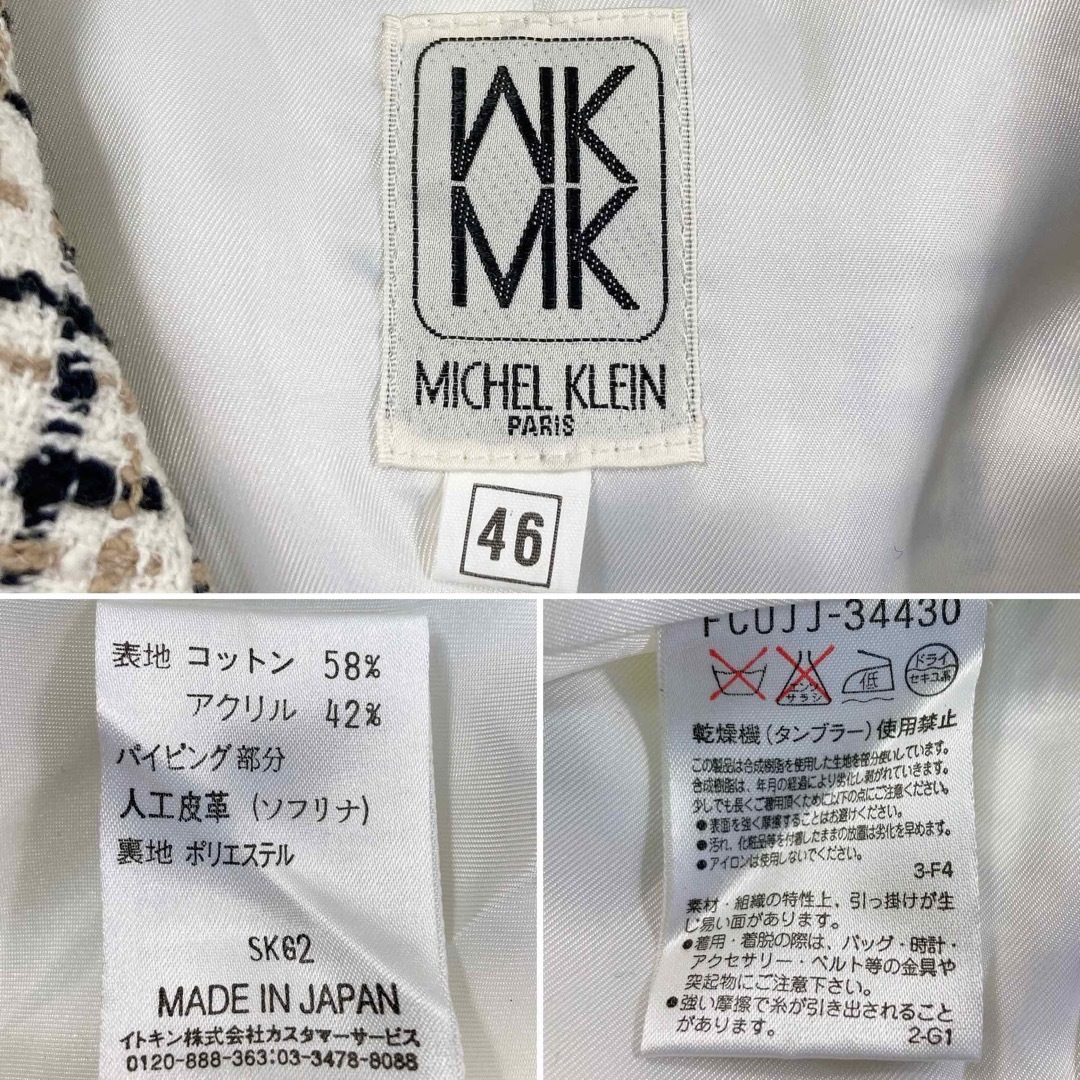 MK
MK
MICHEL KLEIN
PARIS
46
表地 コットン 58%
アクリル 42%
パイピング部分
人工皮革 (ソフリナ)
裏地 ポリエステル
SK62
MADE IN JAPAN
イトキン株式会社カスタマーサービス
0120-888-363:03-3478-8088
FCUJJ-34430
エンソ
サラシ
低
ドライ
セキユ系
乾燥機(タンブラー)使用禁止
この製品は合成樹脂を使用した生地を部分使いしています。
合成樹脂は、年月の経過により劣化し剥がれていきます。
少しでも長くご着用頂くために以下の点にご注意ください。
●表面を強く摩擦することはお避けください。
●汚れ、化粧品等を付着したままの放置は劣化を早めます。
●アイロンは使用しないでください。
3-F4
素材・組織の特性上、引っ掛けが生
じ易い面があります。
●着用・着脱の際は、バッグ・時計・
アクセサリー・ベルト等の金具や
突起物にご注意下さい。
●強い摩擦で糸が引き出されること
があります。
2-G1